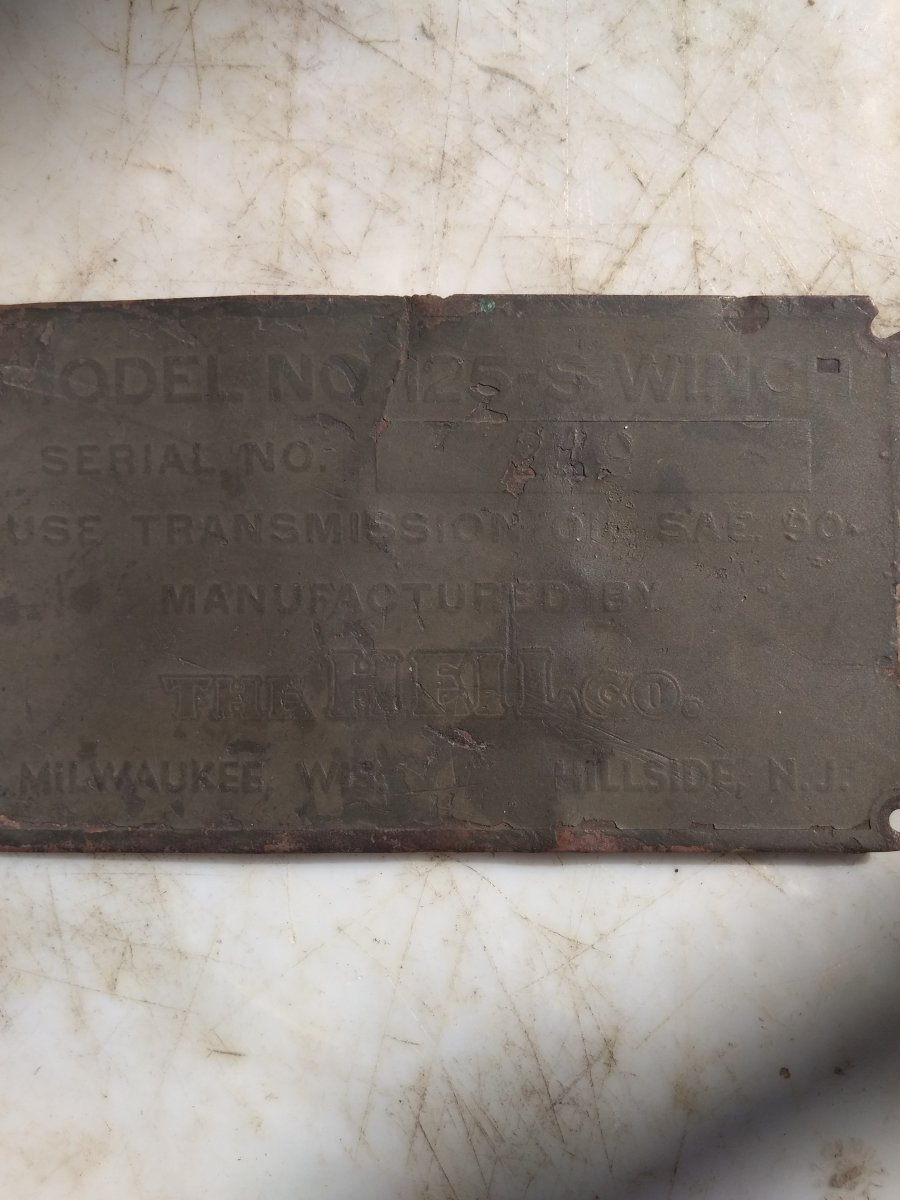 MODEL NO. 125-S WINCH
SERIAL NO.
USE TRANSMISSION OIL SAE. 90
MANUFACTURED BY
THE HEIL CO.
MILWAUKEE, WIS. HILLSIDE, N.J.